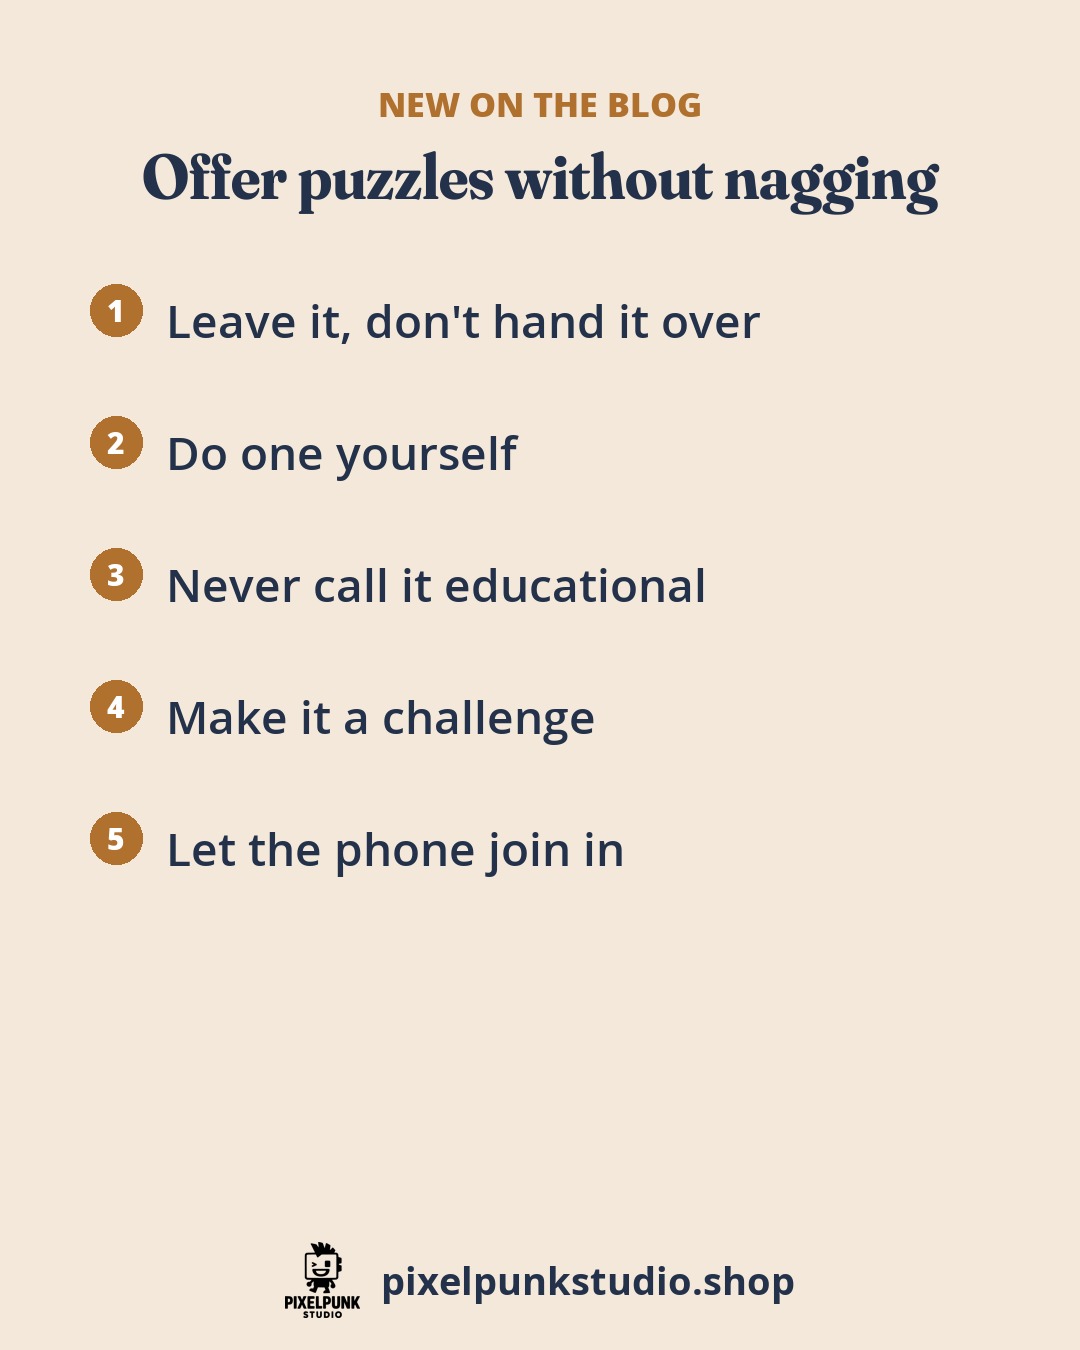 NEW ON THE BLOG
Offer puzzles without nagging
1 Leave it, don't hand it over
2 Do one yourself
3 Never call it educational
4 Make it a challenge
5 Let the phone join in
PIXELPUNK
STUDIO
pixelpunkstudio.shop